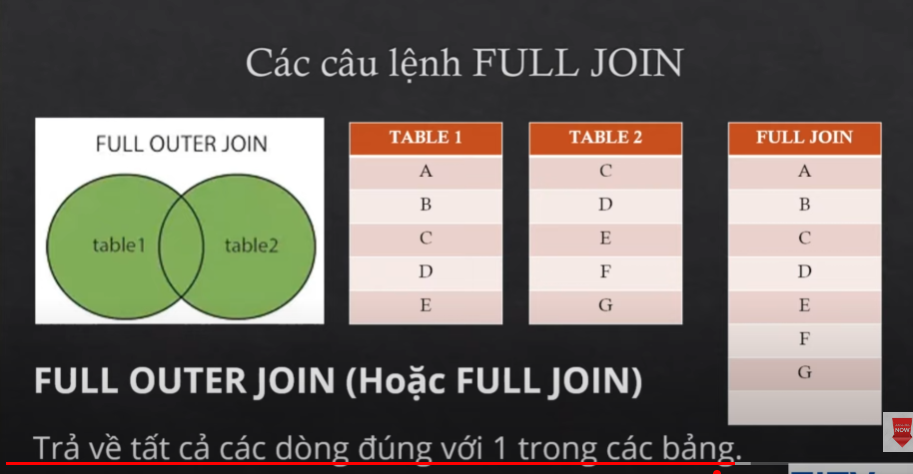 Các câu lệnh FULL JOIN
FULL OUTER JOIN
table1
table2
TABLE 1
A
B
C
D
E
TABLE 2
C
D
E
F
G
FULL JOIN
A
B
C
D
E
F
G
FULL OUTER JOIN (Hoặc FULL JOIN)
Trả về tất cả các dòng đúng với 1 trong các bảng.
NOW